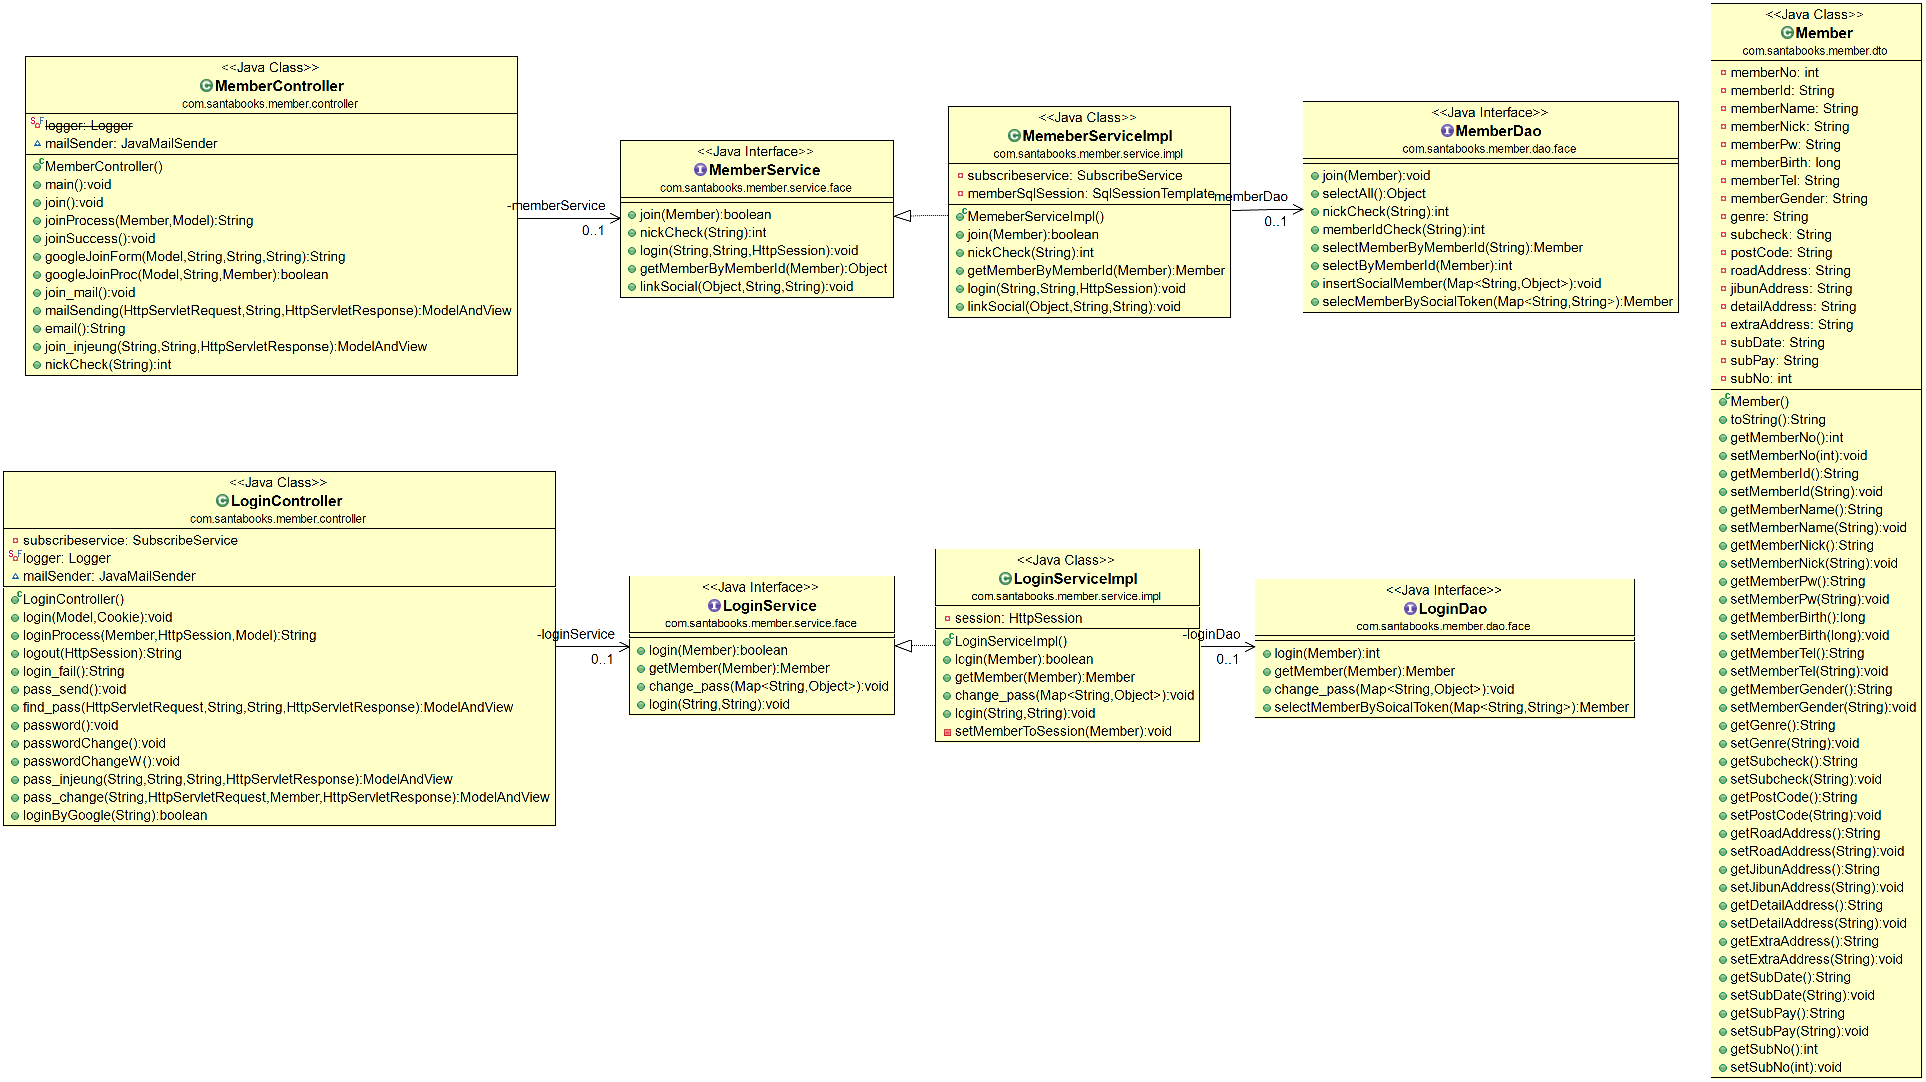 <<Java Class>>
MemberController
com.santabooks.member.controller
logger: Logger
mailSender: JavaMailSender
MemberController()
main():void
join():void
joinProcess(Member,Model):String
joinSuccess():void
googleJoinForm(Model,String,String,String):String
googleJoinProc(Model,String,Member):boolean
join_mail():void
mailSending(HttpServletRequest,String,HttpServletResponse):ModelAndView
email():String
join_injeung(String,String,HttpServletResponse):ModelAndView
nickCheck(String):int
-memberService
0..1
<<Java Interface>>
MemberService
com.santabooks.member.service.face
join(Member):boolean
nickCheck(String):int
login(String,String,HttpSession):void
getMemberByMemberId(Member):Object
linkSocial(Object,String,String):void
<<Java Class>>
MemeberServiceImpl
com.santabooks.member.service.impl
subscribeservice: SubscribeService
memberSqlSession: SqlSessionTemplate
MemeberServiceImpl()
join(Member):boolean
nickCheck(String):int
getMemberByMemberId(Member):Member
login(String,String,HttpSession):void
linkSocial(Object,String,String):void
-memberDao
0..1
<<Java Interface>>
MemberDao
com.santabooks.member.dao.face
join(Member):void
selectAll():Object
nickCheck(String):int
memberIdCheck(String):int
selectMemberByMemberId(String):Member
selectByMemberId(Member):int
insertSocialMember(Map<String,Object>):void
selecMemberBySocialToken(Map<String,String>):Member
<<Java Class>>
LoginController
com.santabooks.member.controller
subscribeservice: SubscribeService
logger: Logger
mailSender: JavaMailSender
LoginController()
login(Model,Cookie):void
loginProcess(Member,HttpSession,Model):String
logout(HttpSession):String
login_fail():String
pass_send():void
find_pass(HttpServletRequest,String,String,HttpServletResponse):ModelAndView
password():void
passwordChange():void
passwordChangeW():void
pass_injeung(String,String,String,HttpServletResponse):ModelAndView
pass_change(String,HttpServletRequest,Member,HttpServletResponse):ModelAndView
loginByGoogle(String):boolean
-loginService
0..1
<<Java Interface>>
LoginService
com.santabooks.member.service.face
login(Member):boolean
getMember(Member):Member
change_pass(Map<String,Object>):void
login(String,String):void
<<Java Class>>
LoginServiceImpl
com.santabooks.member.service.impl
session: HttpSession
LoginServiceImpl()
login(Member):boolean
getMember(Member):Member
change_pass(Map<String,Object>):void
login(String,String):void
setMemberToSession(Member):void
-loginDao
0..1
<<Java Interface>>
LoginDao
com.santabooks.member.dao.face
login(Member):int
getMember(Member):Member
change_pass(Map<String,Object>):void
selectMemberBySoicalToken(Map<String,String>):Member
<<Java Class>>
Member
com.santabooks.member.dto
memberNo: int
memberId: String
memberName: String
memberNick: String
memberPw: String
memberBirth: long
memberTel: String
memberGender: String
genre: String
subcheck: String
postCode: String
roadAddress: String
jibunAddress: String
detailAddress: String
extraAddress: String
subDate: String
subPay: String
subNo: int
Member()
toString():String
getMemberNo():int
setMemberNo(int):void
getMemberId():String
setMemberId(String):void
getMemberName():String
setMemberName(String):void
getMemberNick():String
setMemberNick(String):void
getMemberPw():String
setMemberPw(String):void
getMemberBirth():long
setMemberBirth(long):void
getMemberTel():String
setMemberTel(String):void
getMemberGender():String
setMemberGender(String):void
getGenre():String
setGenre(String):void
getSubcheck():String
setSubcheck(String):void
getPostCode():String
setPostCode(String):void
getRoadAddress():String
setRoadAddress(String):void
getJibunAddress():String
setJibunAddress(String):void
getDetailAddress():String
setDetailAddress(String):void
getExtraAddress():String
setExtraAddress(String):void
getSubDate():String
setSubDate(String):void
getSubPay():String
setSubPay(String):void
getSubNo():int
setSubNo(int):void